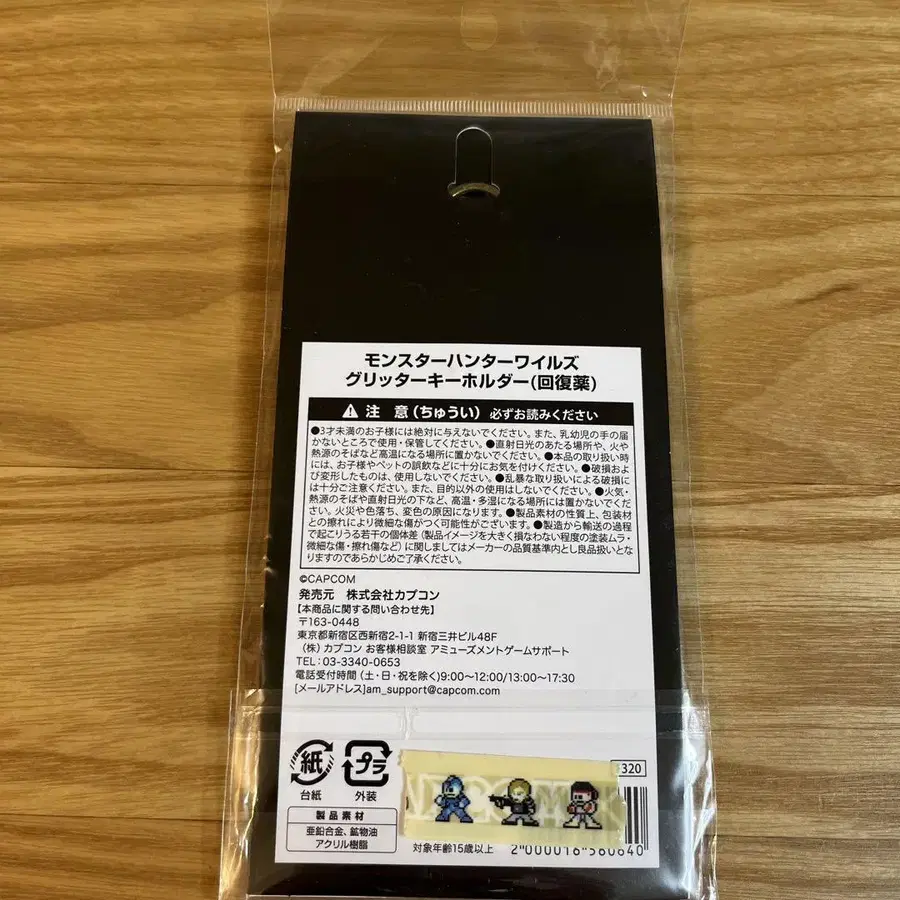 モンスターハンターワイルズ
グリッターキーホルダー(回復薬)
注 意(ちゅうい) 必ずお読みください
●3才未満のお子様には絶対に与えないでください。また、乳幼児の手の届
かないところで使用・保管してください。●直射日光のあたる場所や、火や
熱源のそばなど高温になる場所に置かないでください。●本品の取り扱い時
には、お子様やペットの誤飲などに十分にお気を付けください。●破損およ
び変形したものは、使用しないでください。●乱暴な取り扱いによる破損に
は十分ご注意ください。また、目的以外の使用はしないでください。●火気・
熱源のそばや直射日光の下など、高温・多湿になる場所には置かないでくだ
さい。火災や色落ち、変色の原因になります。●製品素材の性質上、包装材
との擦れにより微細な傷がつく可能性がございます。●製造から輸送の過程
で起こりうる若干の個体差(製品イメージを大きく損なわない程度の塗装ムラ・
微細な傷・擦れ傷など)に関しましてはメーカーの品質基準内とし良品扱いとな
りますのであらかじめご了承ください。
©CAPCOM
発売元 株式会社カプコン
【本商品に関する問い合わせ先】
〒163-0448
東京都新宿区西新宿2-1-1 新宿三井ビル48F
(株) カプコン お客様相談室 アミューズメントゲームサポート
TEL: 03-3340-0653
電話受付時間 (土・日・祝を除く)9:00~12:00/13:00~17:30
[メールアドレス]am_support@capcom.com
紙
台紙
プラ
外装
320
製品素材
亜鉛合金、鉱物油
アクリル樹脂
対象年齢15歳以上
2"000016"560640